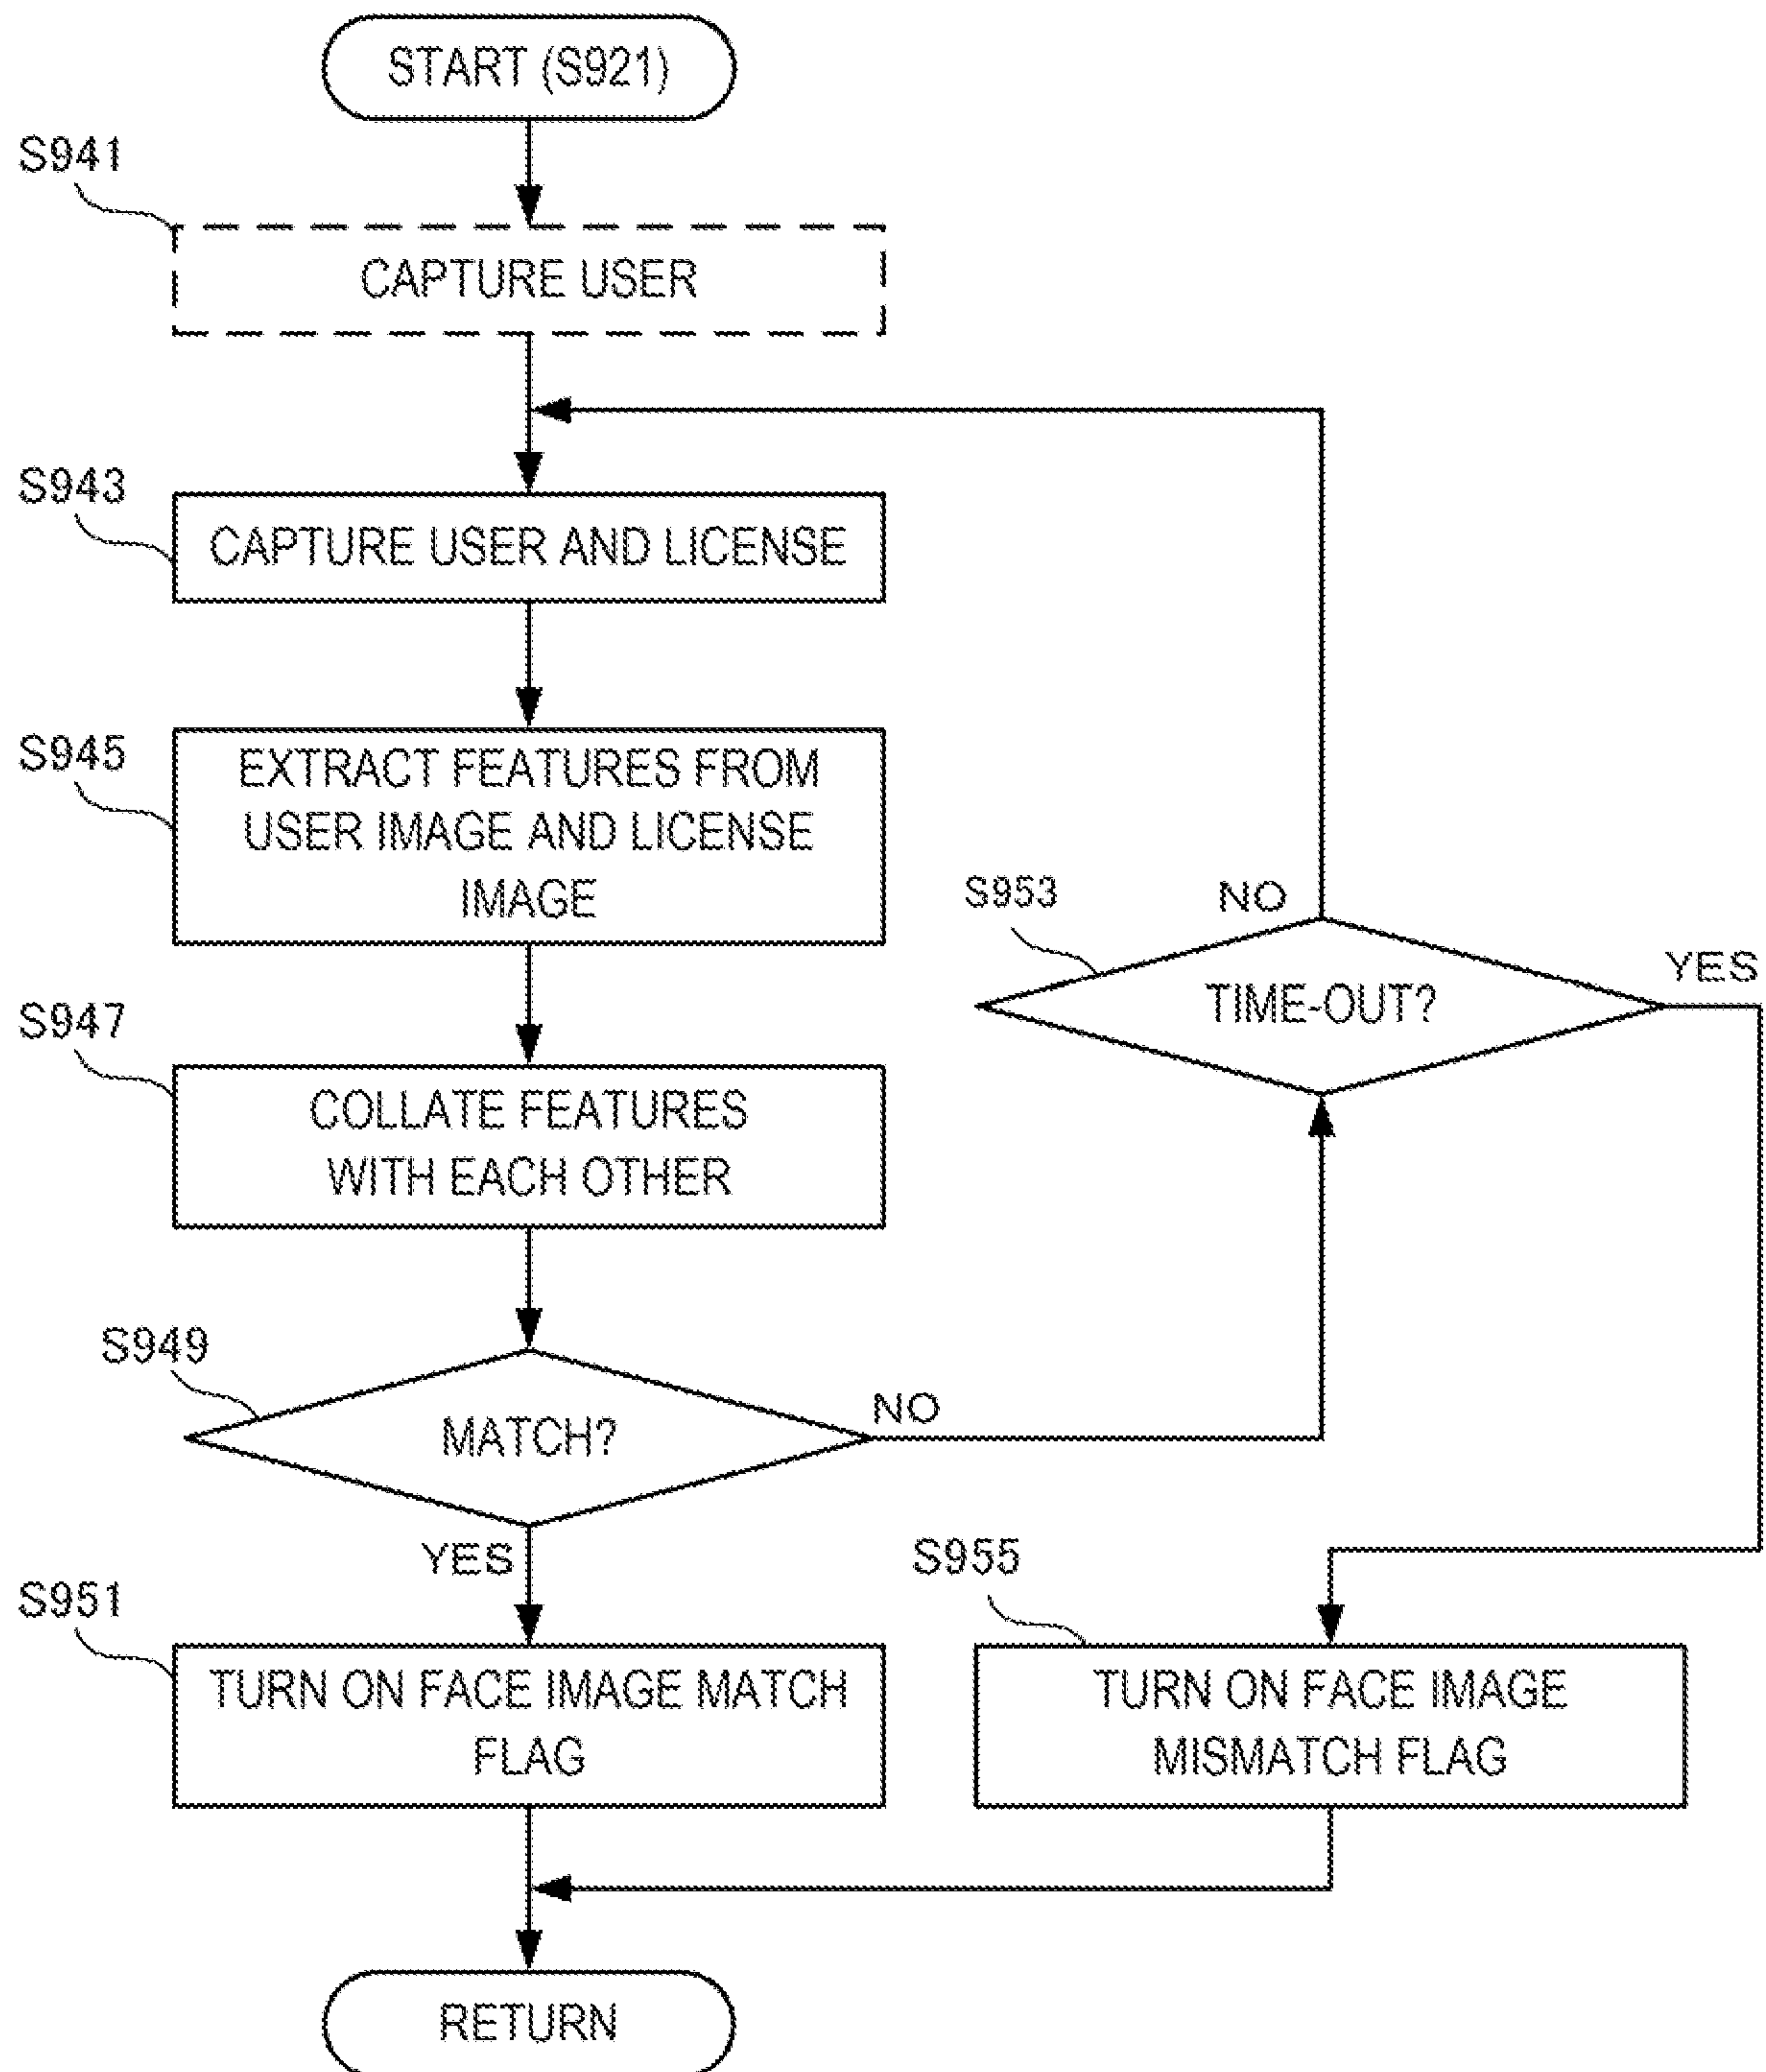 START (S921)
S941
CAPTURE USER
S943
CAPTURE USER AND LICENSE
S945
EXTRACT FEATURES FROM
USER IMAGE AND LICENSE
IMAGE
S953
NO
YES
TIME-OUT?
S947
COLLATE FEATURES
WITH EACH OTHER
S949
MATCH?
NO
YES
S951
TURN ON FACE IMAGE MATCH
FLAG
S955
TURN ON FACE IMAGE
MISMATCH FLAG
RETURN